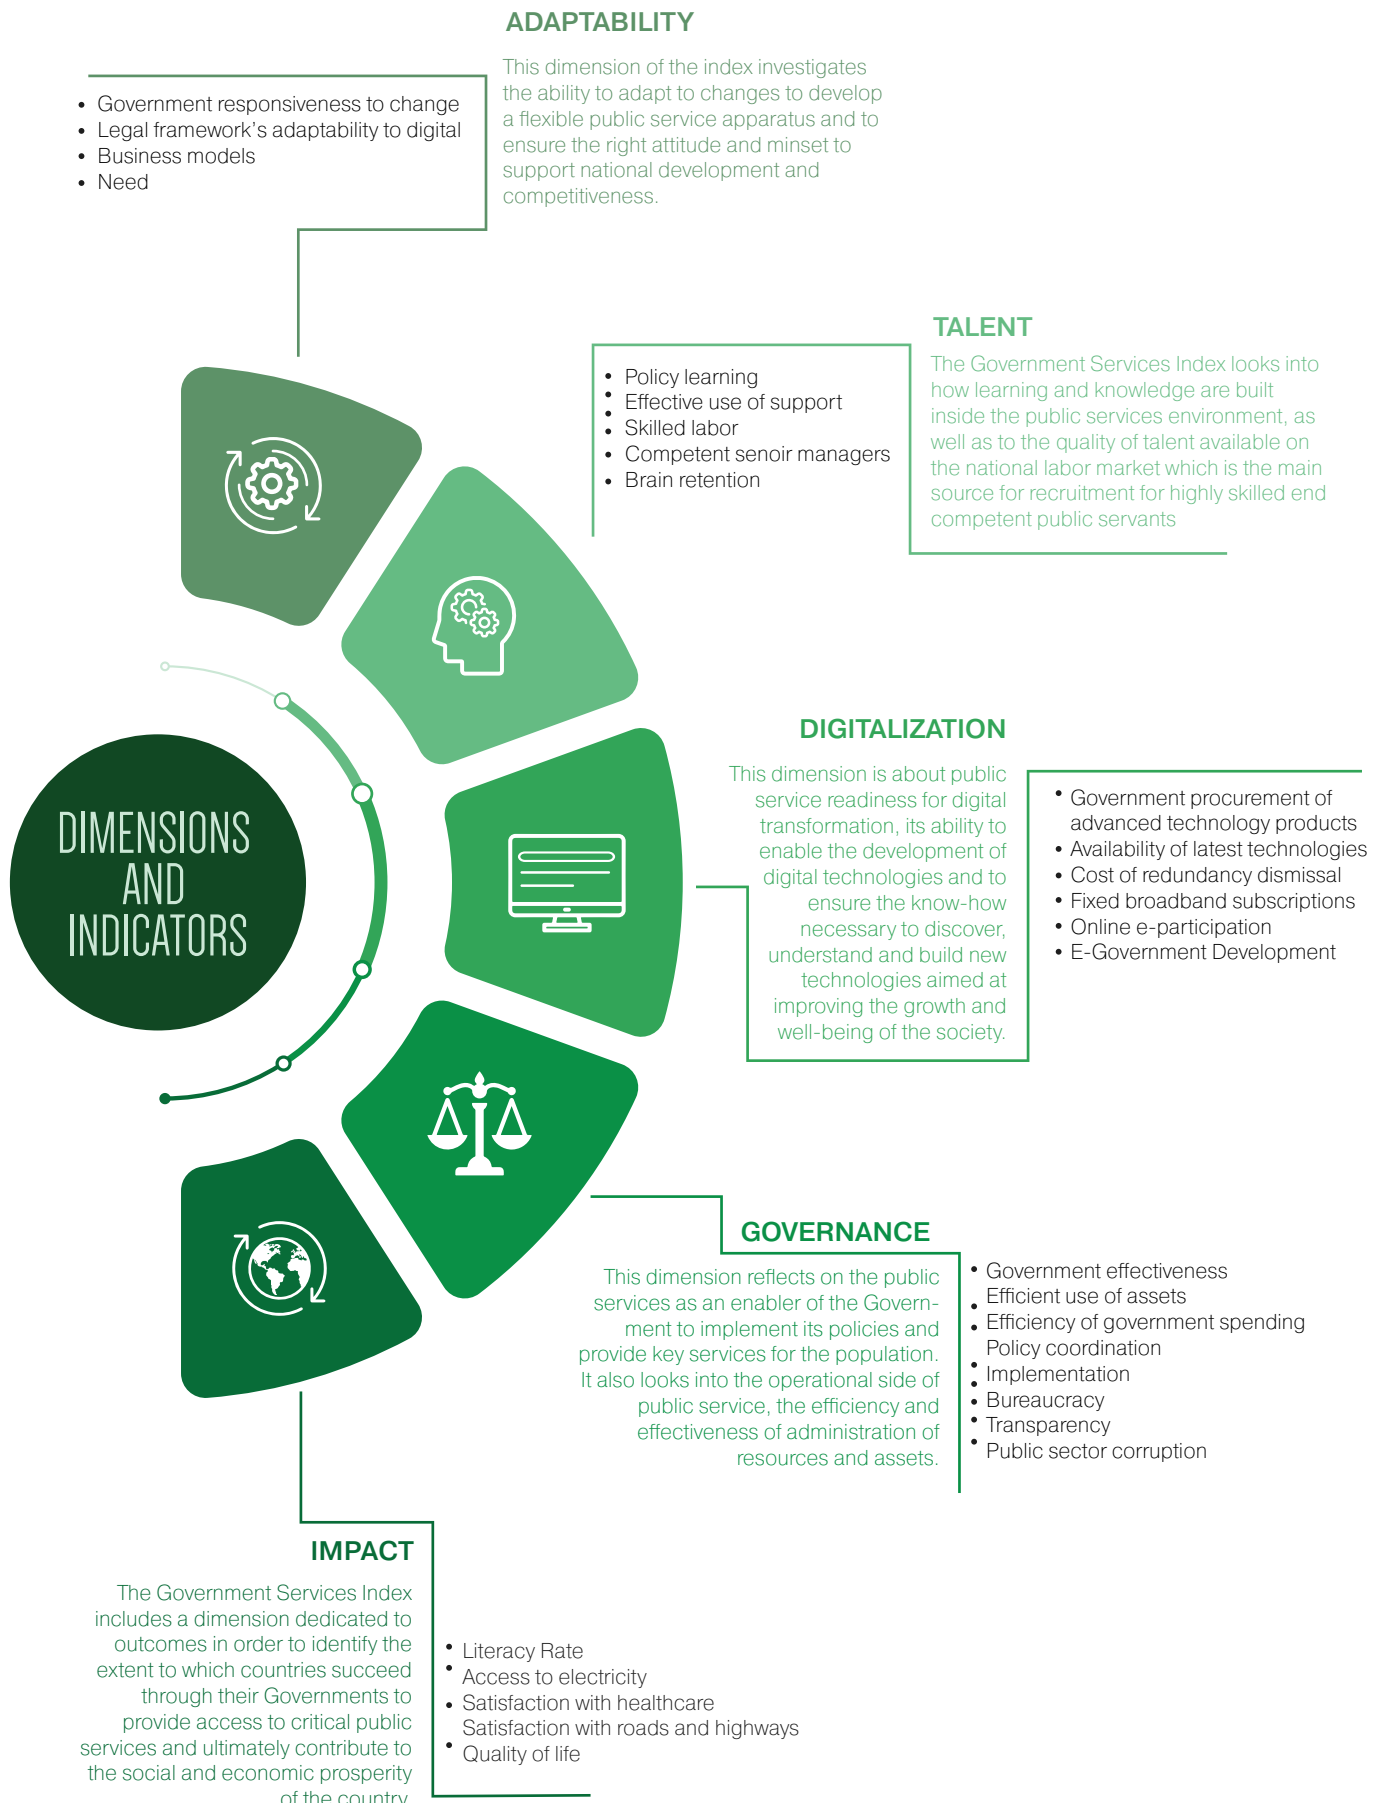 ADAPTABILITY
This dimension of the index investigates
the ability to adapt to changes to develop
a flexible public service apparatus and to
ensure the right attitude and minset to
support national development and
competitiveness.
• Government responsiveness to change
• Legal framework's adaptability to digital
• Business models
• Need
TALENT
The Government Services Index looks into
how learning and knowledge are built
inside the public services environment, as
well as to the quality of talent available on
the national labor market which is the main
source for recruitment for highly skilled end
competent public servants
• Policy learning
• Effective use of support
• Skilled labor
• Competent senoir managers
• Brain retention
DIMENSIONS
AND
INDICATORS
DIGITALIZATION
This dimension is about public
service readiness for digital
transformation, its ability to
enable the development of
digital technologies and to
ensure the know-how
necessary to discover,
understand and build new
technologies aimed at
improving the growth and
well-being of the society.
• Government procurement of
advanced technology products
• Availability of latest technologies
• Cost of redundancy dismissal
• Fixed broadband subscriptions
• Online e-participation
• E-Government Development
GOVERNANCE
This dimension reflects on the public
services as an enabler of the Govern-
ment to implement its policies and
provide key services for the population.
It also looks into the operational side of
public service, the efficiency and
effectiveness of administration of
resources and assets.
• Government effectiveness
• Efficient use of assets
• Efficiency of government spending
Policy coordination
• Implementation
• Bureaucracy
• Transparency
• Public sector corruption
IMPACT
The Government Services Index
includes a dimension dedicated to
outcomes in order to identify the
extent to which countries succeed
through their Governments to
provide access to critical public
services and ultimately contribute to
the social and economic prosperity
of the country.
• Literacy Rate
• Access to electricity
• Satisfaction with healthcare
Satisfaction with roads and highways
• Quality of life